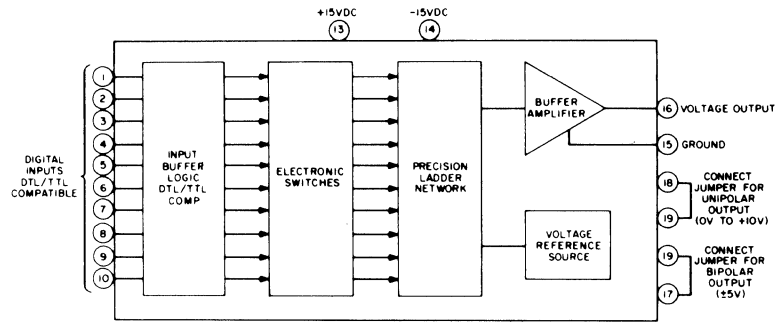 +15VDC
-15VDC
13
14
1
2
3
4
5
6
7
8
9
10
DIGITAL
INPUTS
DTL/TTL
COMPATIBLE
INPUT
BUFFER
LOGIC
DTL/TTL
COMP
ELECTRONIC
SWITCHES
PRECISION
LADDER
NETWORK
BUFFER
AMPLIFIER
VOLTAGE
REFERENCE
SOURCE
16 VOLTAGE OUTPUT
15 GROUND
18
19
CONNECT
JUMPER FOR
UNIPOLAR
OUTPUT
(0V TO +10V)
19
17
CONNECT
JUMPER FOR
BIPOLAR
OUTPUT
(±5V)